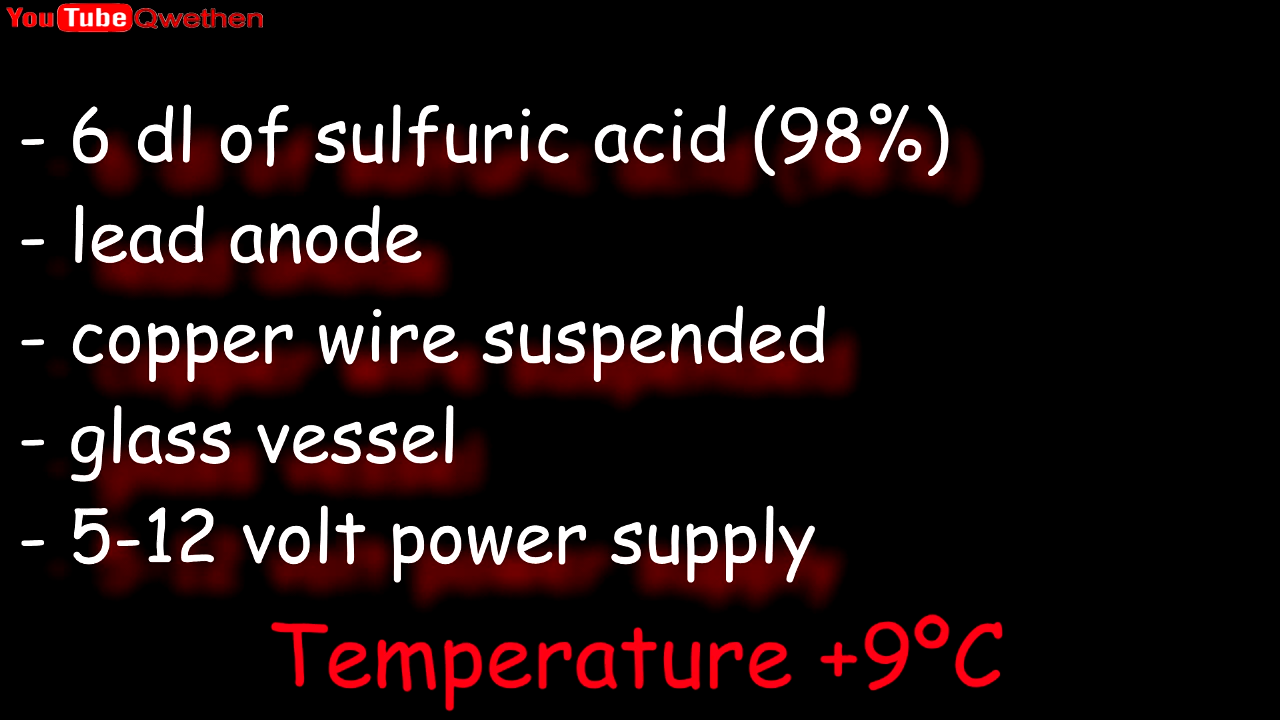 YouTube Qwethen
- 6 dl of sulfuric acid (98%)
- lead anode
- copper wire suspended
- glass vessel
- 5-12 volt power supply
Temperature +9°C